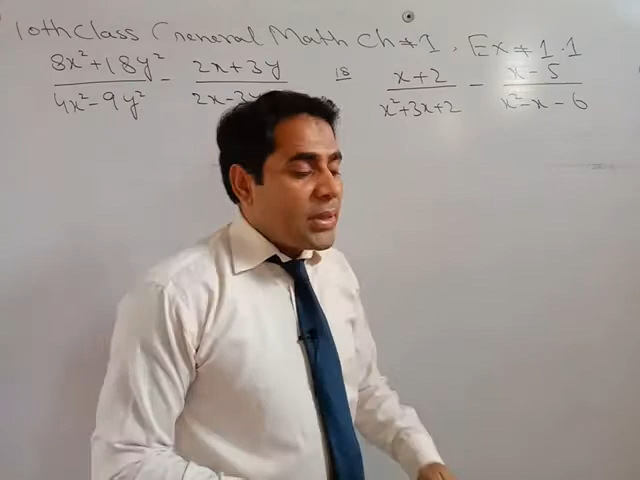 10th Class General Math Ch # 1 , Ex # 1.1
8x²+18y² / 4x²-9y² - 2x+3y / 2x-3y 18 x+2 / x²+3x+2 - x-5 / x²-x-6